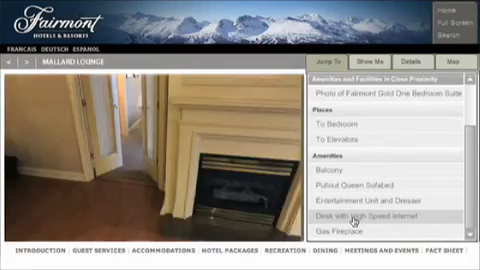 Fairmont
HOTELS & RESORTS
Home
Full Screen
Search
FRANCAIS DEUTSCH ESPANOL
< | > | MALLARD LOUNGE
Jump To
Show Me
Details
Map
Amenities and Facilities in Close Proximity
Photo of Fairmont Gold One Bedroom Suite
Places
To Bedroom
To Elevators
Amenities
Balcony
Pullout Queen Sofabed
Entertainment Unit and Dresser
Desk with High Speed Internet
Gas Fireplace
INTRODUCTION | GUEST SERVICES | ACCOMMODATIONS | HOTEL PACKAGES | RECREATION | DINING | MEETINGS AND EVENTS | FACT SHEET |